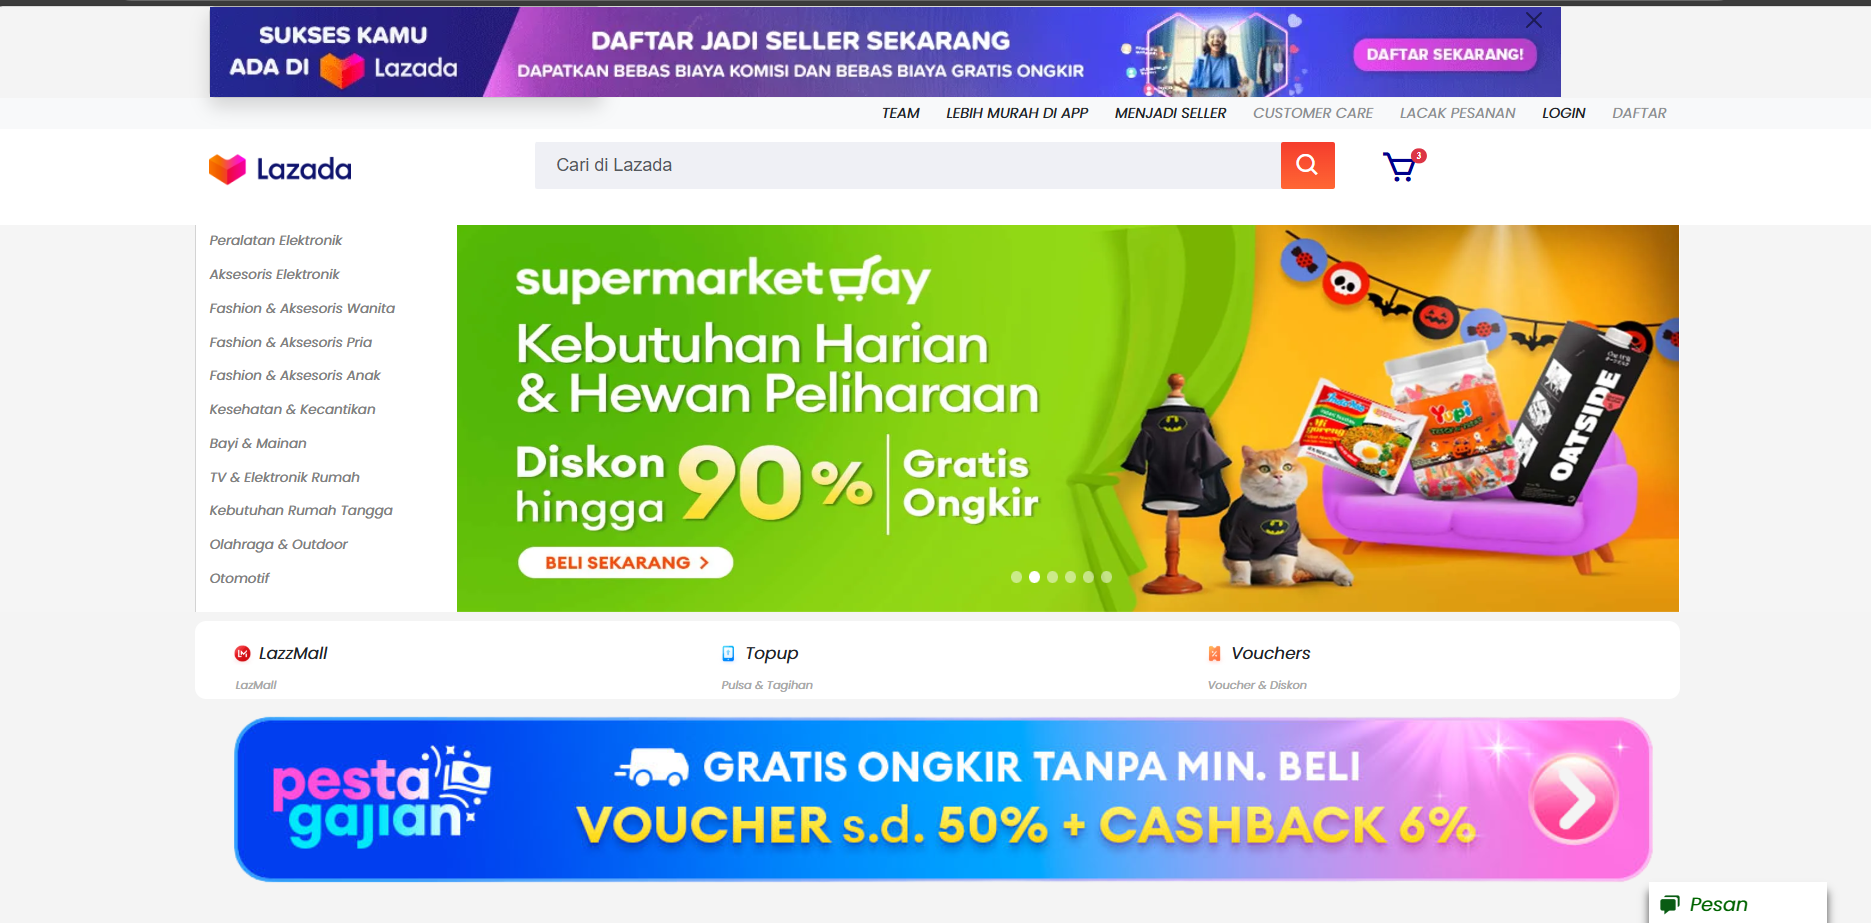 SUKSES KAMU
ADA DI Lazada
DAFTAR JADI SELLER SEKARANG
DAPATKAN BEBAS BIAYA KOMISI DAN BEBAS BIAYA GRATIS ONGKIR
DAFTAR SEKARANG!
TEAM LEBIH MURAH DI APP MENJADI SELLER CUSTOMER CARE LACAK PESANAN LOGIN DAFTAR
Lazada
Cari di Lazada
3
Peralatan Elektronik
Aksesoris Elektronik
Fashion & Aksesoris Wanita
Fashion & Aksesoris Pria
Fashion & Aksesoris Anak
Kesehatan & Kecantikan
Bayi & Mainan
TV & Elektronik Rumah
Kebutuhan Rumah Tangga
Olahraga & Outdoor
Otomotif
supermarket day
Kebutuhan Harian
& Hewan Peliharaan
Diskon
hingga
90%
Gratis
Ongkir
BELI SEKARANG >
Indomie
Mi goreng
Yupi
OATSIDE
LM LazzMall
LazMall
Topup
Pulsa & Tagihan
Vouchers
Voucher & Diskon
pesta
gajian
GRATIS ONGKIR TANPA MIN. BELI
VOUCHER s.d. 50% + CASHBACK 6%
Pesan